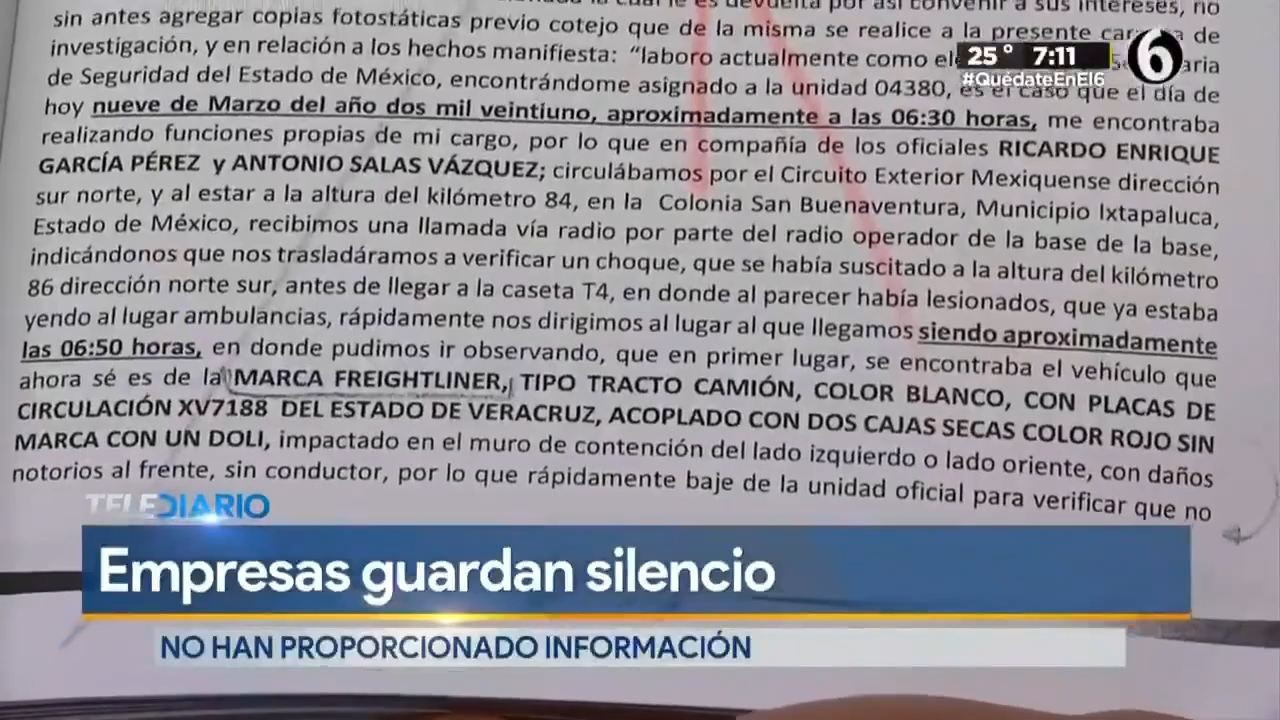 devuelta por así convenir a sus intereses, no
sin antes agregar copias fotostáticas previo cotejo que de la misma se realice a la presente de
investigación, y en relación a los hechos manifiesta: "laboro actualmente como
de Seguridad del Estado de México, encontrándome asignado a la unidad 04380, es el caso que el día de
hoy nueve de Marzo del año dos mil veintiuno, aproximadamente a las 06:30 horas, me encontraba
realizando funciones propias de mi cargo, por lo que en compañía de los oficiales RICARDO ENRIQUE
GARCÍA PÉREZ y ANTONIO SALAS VÁZQUEZ; circulábamos por el Circuito Exterior Mexiquense dirección
sur norte, y al estar a la altura del kilómetro 84, en la Colonia San Buenaventura, Municipio Ixtapaluca,
Estado de México, recibimos una llamada vía radio por parte del radio operador de la base de la base,
indicándonos que nos trasladáramos a verificar un choque, que se había suscitado a la altura del kilómetro
86 dirección norte sur, antes de llegar a la caseta T4, en donde al parecer había lesionados, que ya estaba
yendo al lugar ambulancias, rápidamente nos dirigimos al lugar al que llegamos siendo aproximadamente
las 06:50 horas, en donde pudimos ir observando, que en primer lugar, se encontraba el vehículo que
ahora sé es de la MARCA FREIGHTLINER, TIPO TRACTO CAMIÓN, COLOR BLANCO, CON PLACAS DE
CIRCULACIÓN XV7188 DEL ESTADO DE VERACRUZ, ACOPLADO CON DOS CAJAS SECAS COLOR ROJO SIN
MARCA CON UN DOLI, impactado en el muro de contención del lado izquierdo o lado oriente, con daños
notorios al frente, sin conductor, por lo que rápidamente baje de la unidad oficial para verificar que no
25° 7:11
#QuédateEnEl6
6
TELEDIARIO
Empresas guardan silencio
NO HAN PROPORCIONADO INFORMACIÓN